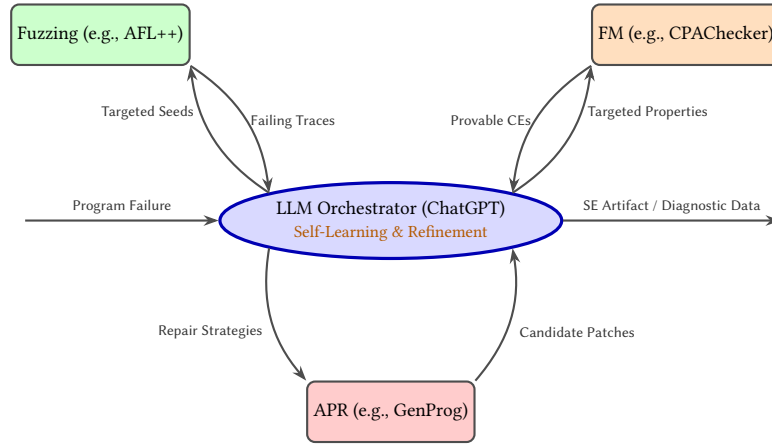 Fuzzing (e.g., AFL++)
FM (e.g., CPAChecker)
Targeted Seeds
Failing Traces
Provable CEs
Targeted Properties
Program Failure
LLM Orchestrator (ChatGPT)
Self-Learning & Refinement
SE Artifact / Diagnostic Data
Repair Strategies
Candidate Patches
APR (e.g., GenProg)